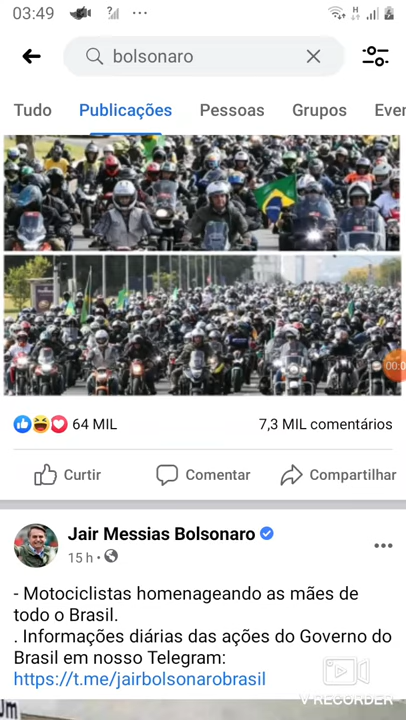 03:49
bolsonaro
Tudo Publicações Pessoas Grupos
64 MIL 7,3 MIL comentários
Curtir Comentar Compartilhar
Jair Messias Bolsonaro
15 h
- Motociclistas homenageando as mães de
todo o Brasil.
. Informações diárias das ações do Governo do
Brasil em nosso Telegram:
https://t.me/jairbolsonarobrasil
V RECORDER